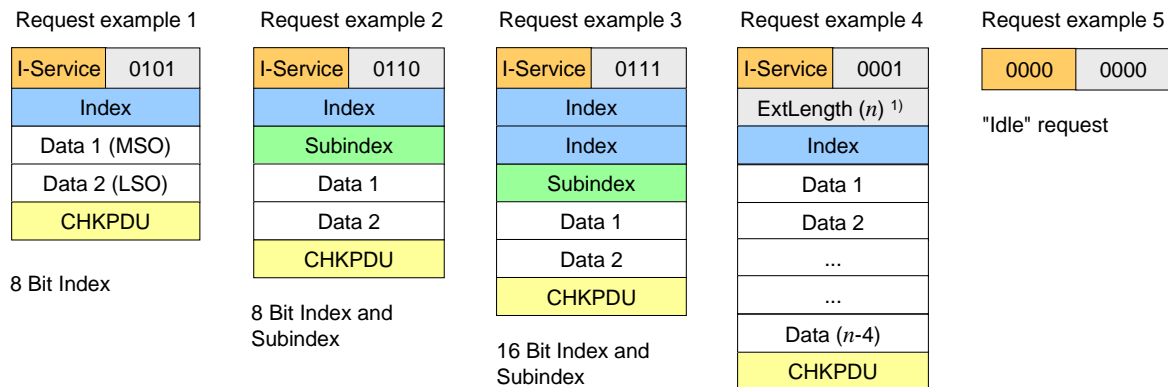 Request example 1
I-Service 0101
Index
Data 1 (MSO)
Data 2 (LSO)
CHKPDU
8 Bit Index
Request example 2
I-Service 0110
Index
Subindex
Data 1
Data 2
CHKPDU
8 Bit Index and
Subindex
Request example 3
I-Service 0111
Index
Index
Subindex
Data 1
Data 2
CHKPDU
16 Bit Index and
Subindex
Request example 4
I-Service 0001
ExtLength (n) 1)
Index
Data 1
Data 2
...
...
Data (n-4)
CHKPDU
Request example 5
0000 0000
"Idle" request